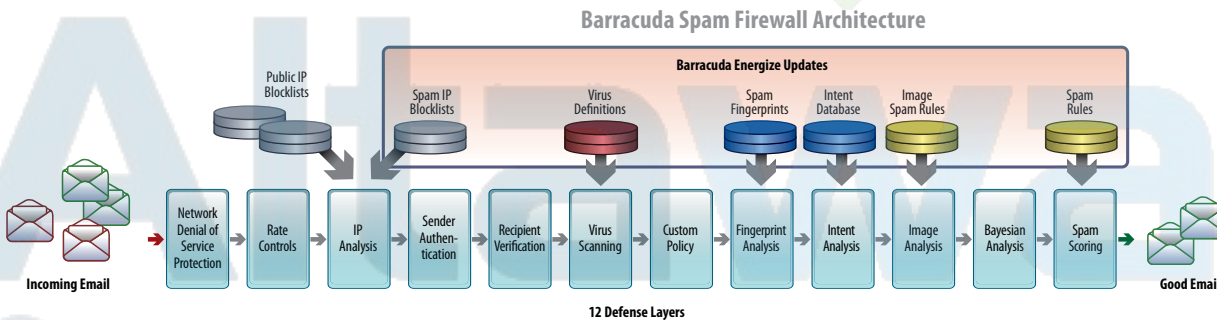 Barracuda Spam Firewall Architecture
Barracuda Energize Updates
Public IP
Blocklists
Spam IP
Blocklists
Virus
Definitions
Spam
Fingerprints
Intent
Database
Image
Spam Rules
Spam
Rules
Incoming Email
Network
Denial of
Service
Protection
Rate
Controls
IP
Analysis
Sender
Authen-
tication
Recipient
Verification
Virus
Scanning
Custom
Policy
Fingerprint
Analysis
Intent
Analysis
Image
Analysis
Bayesian
Analysis
Spam
Scoring
Good Email
12 Defense Layers
Altawa